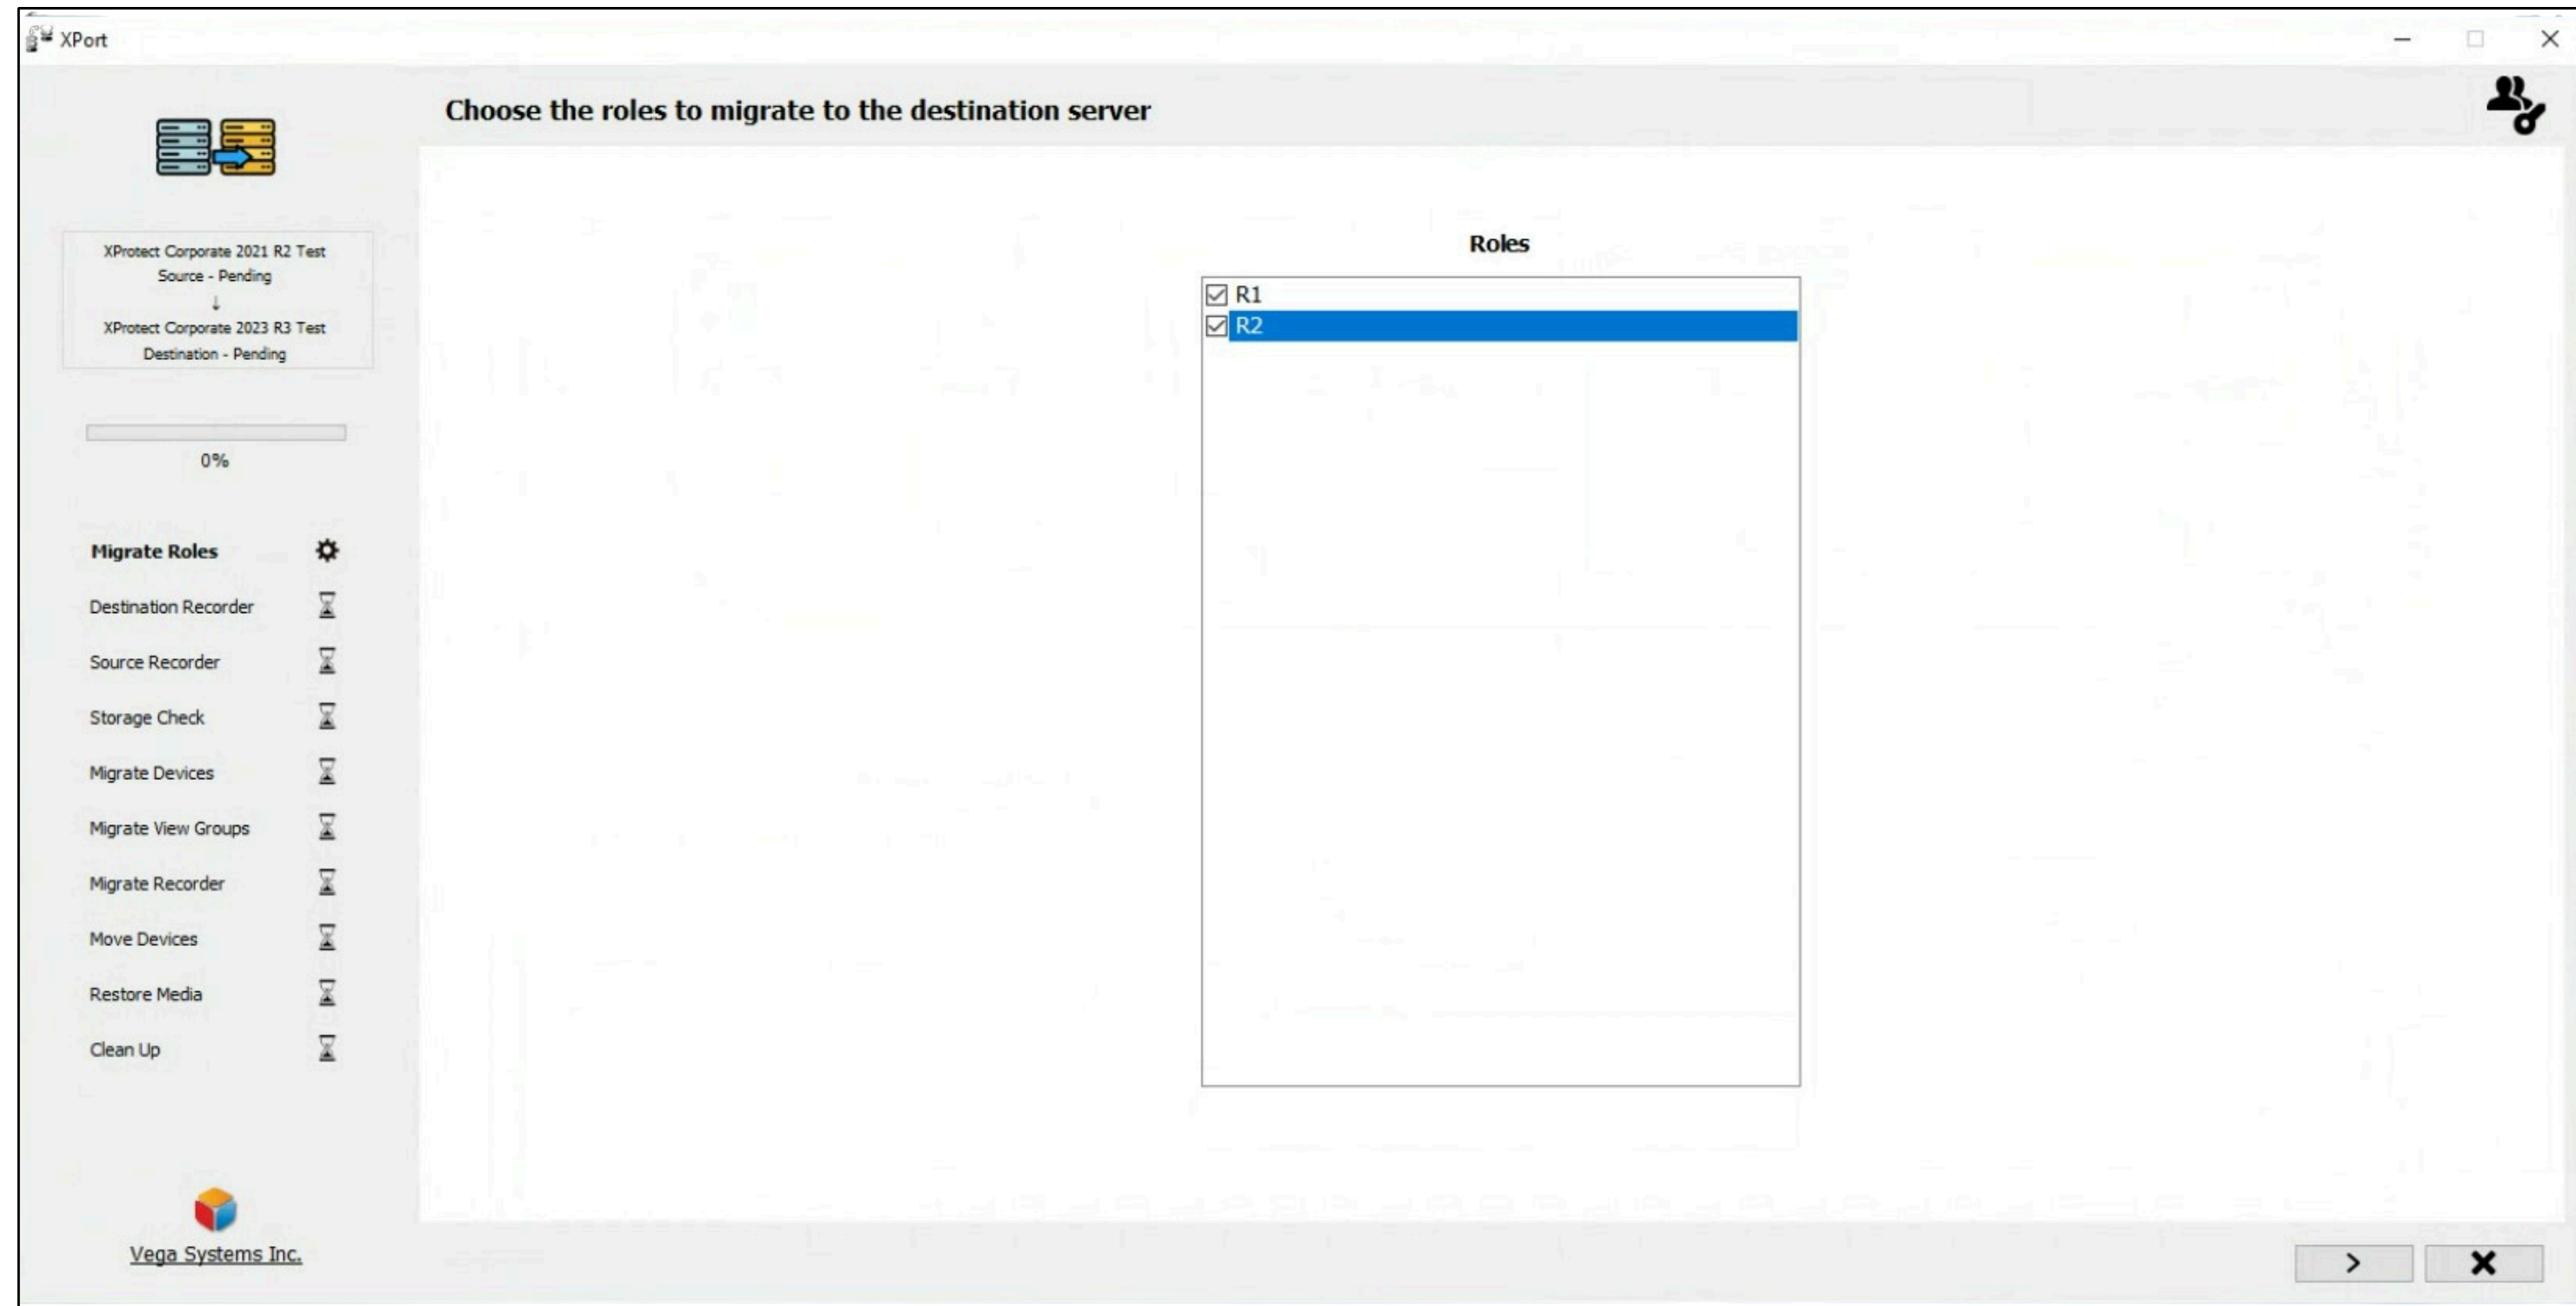 XPort
Choose the roles to migrate to the destination server
XProtect Corporate 2021 R2 Test
Source - Pending
↓
XProtect Corporate 2023 R3 Test
Destination - Pending
0%
Migrate Roles
Destination Recorder
Source Recorder
Storage Check
Migrate Devices
Migrate View Groups
Migrate Recorder
Move Devices
Restore Media
Clean Up
Vega Systems Inc.
Roles
R1
R2